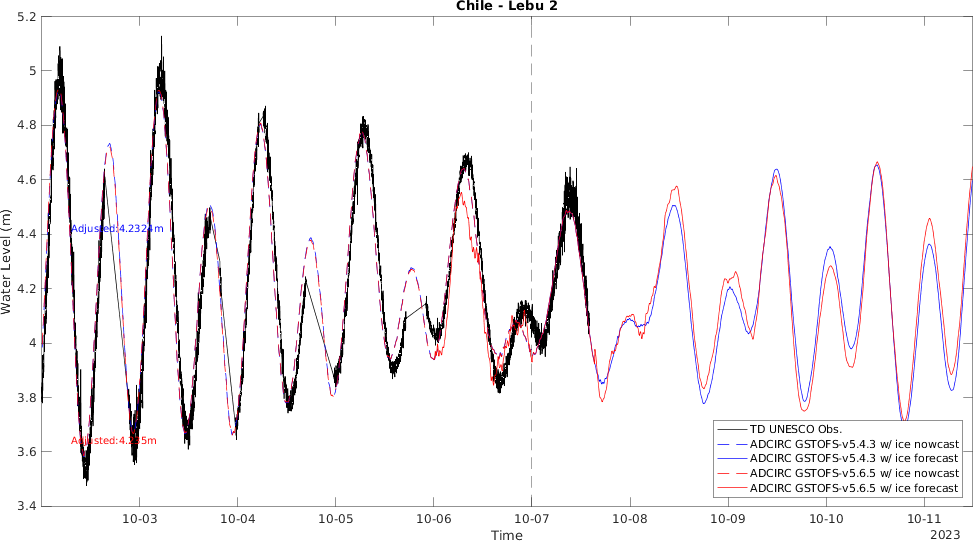 Chile - Lebu 2
5.2
5
4.8
4.6
4.4
4.2
4
3.8
3.6
3.4
Water Level (m)
Adjusted:4.2324m
TD UNESCO Obs.
ADCIRC GSTOFS-v5.4.3 w/ ice nowcast
ADCIRC GSTOFS-v5.4.3 w/ ice forecast
ADCIRC GSTOFS-v5.6.5 w/ ice nowcast
ADCIRC GSTOFS-v5.6.5 w/ ice forecast
10-03
10-04
10-05
10-06
10-07
10-08
10-09
10-10
10-11
Time
2023